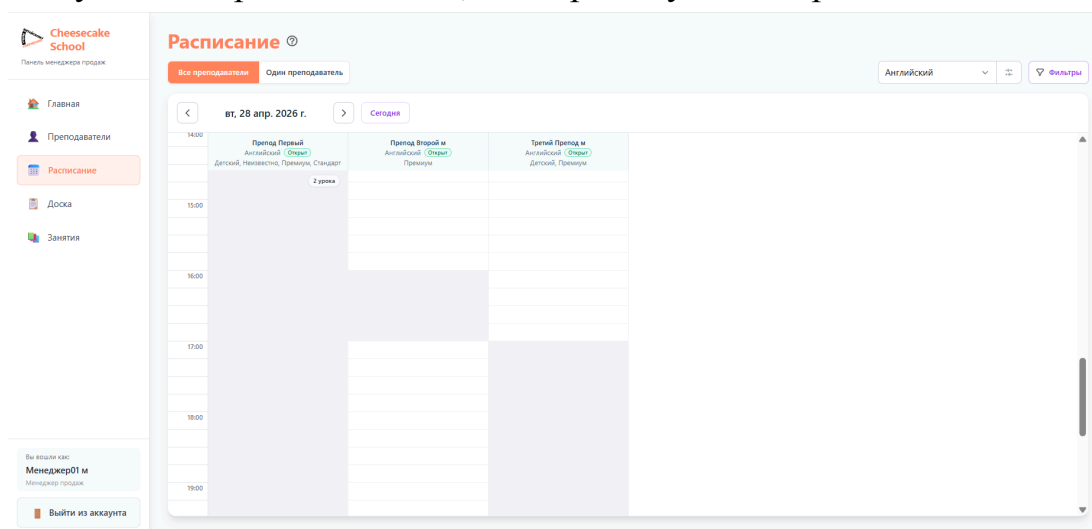 Cheesecake
School
Панель менеджера продаж
Главная
Преподаватели
Расписание
Доска
Занятия
Вы вошли как:
Менеджер01 м
Менеджер продаж
Выйти из аккаунта
Расписание
Все преподаватели Один преподаватель
Английский Фильтры
вт, 28 апр. 2026 г. Сегодня
14:00
Препод Первый
Английский Открыт
Детский, Неизвестно, Премиум, Стандарт
2 урока
Препод Второй м
Английский Открыт
Премиум
Третий Препод м
Английский Открыт
Детский, Премиум
15:00
16:00
17:00
18:00
19:00